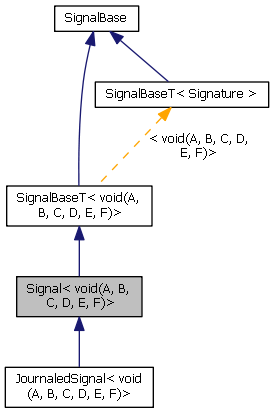 SignalBase
SignalBaseT< Signature >
< void(A, B, C, D,
E, F)>
SignalBaseT< void(A,
B, C, D, E, F)>
Signal< void(A, B,
C, D, E, F)>
JournaledSignal< void
(A, B, C, D, E, F)>